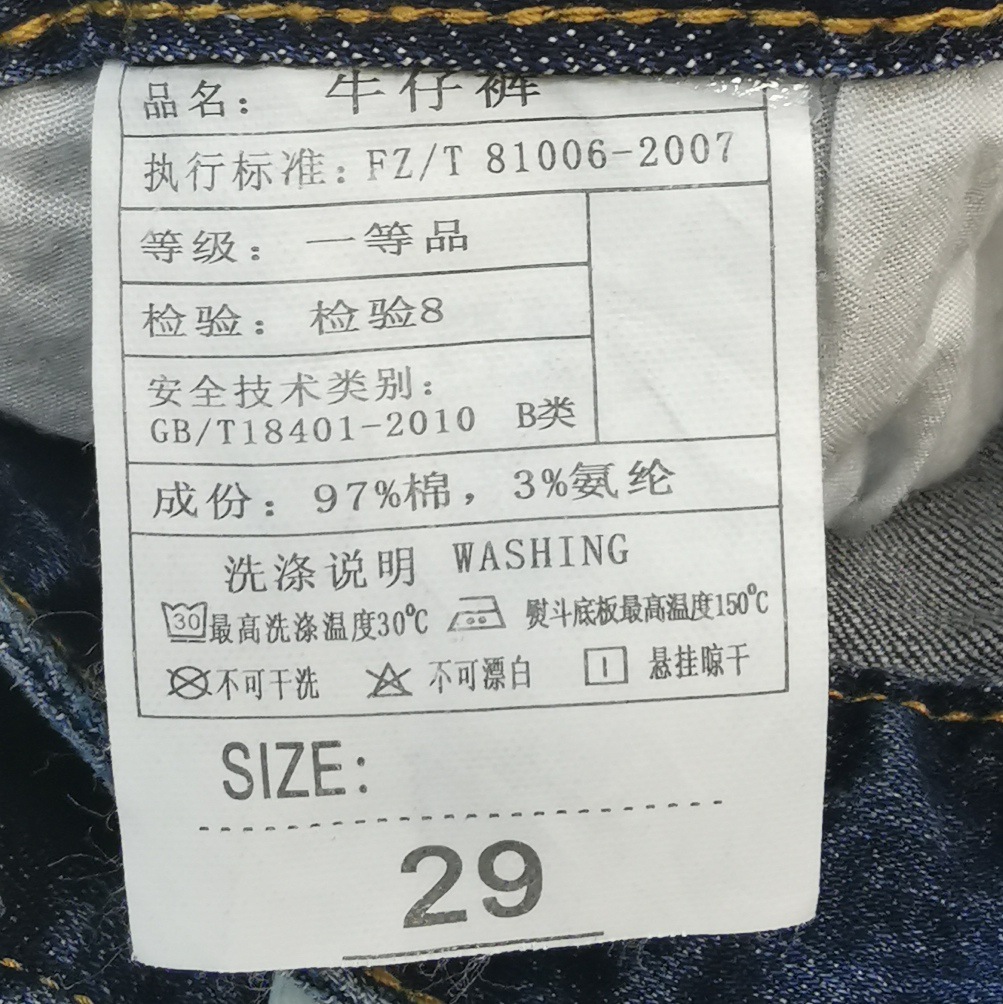 品名： 牛仔裤
执行标准：FZ/T 81006-2007
等级： 一等品
检验： 检验8
安全技术类别：
GB/T18401-2010 B类
成份：97%棉，3%氨纶
洗涤说明 WASHING
30 最高洗涤温度30℃ 熨斗底板最高温度150℃
不可干洗 不可漂白 悬挂晾干
SIZE:
29